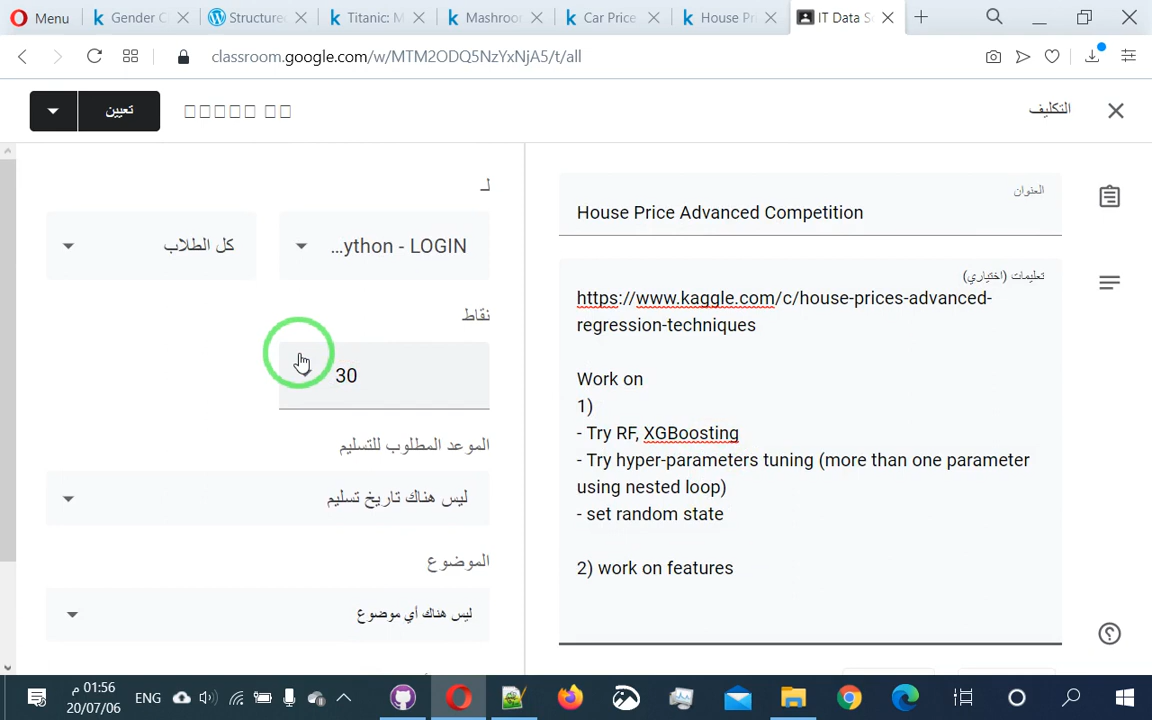 Menu
Gender C
Structure
Titanic: M
Mashroor
Car Price
House Pr
IT Data S
classroom.google.com/w/MTM2ODQ5NzYxNjA5/t/all
التكليف
تعيين
العنوان
House Price Advanced Competition
تعليمات (اختياري)
https://www.kaggle.com/c/house-prices-advanced-
regression-techniques
Work on
1)
- Try RF, XGBoosting
- Try hyper-parameters tuning (more than one parameter
using nested loop)
- set random state
2) work on features
لـ
...ython - LOGIN
كل الطلاب
نقاط
30
الموعد المطلوب للتسليم
ليس هناك تاريخ تسليم
الموضوع
ليس هناك أي موضوع
01:56 م
20/07/06
ENG